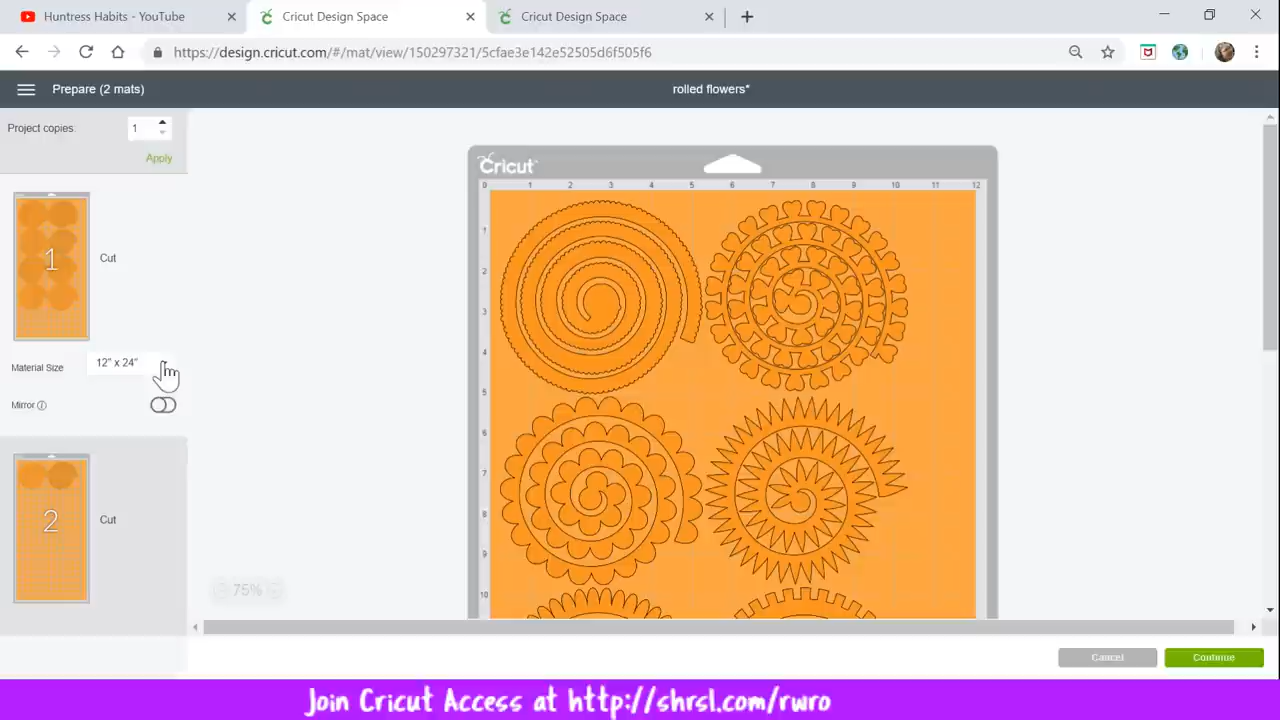 Huntress Habits - YouTube
Cricut Design Space
Cricut Design Space
https://design.cricut.com/#/mat/view/150297321/5cfae3e142e52505d6f505f6
Prepare (2 mats)
rolled flowers*
Project copies:
1
Apply
1
Cut
Material Size
12" x 24"
Mirror
2
Cut
Cricut
0 1 2 3 4 5 6 7 8 9 10 11 12
1
2
3
4
5
6
7
8
9
10
75%
Cancel
Continue
Join Cricut Access at http://shrsl.com/rwro